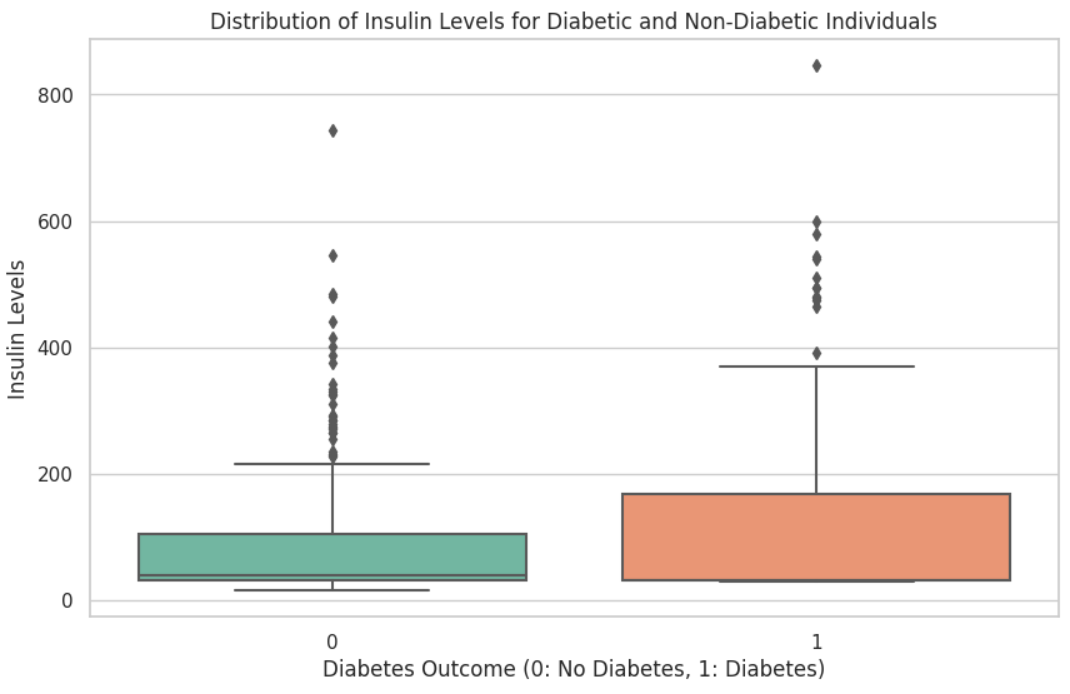 Distribution of Insulin Levels for Diabetic and Non-Diabetic Individuals
800
600
400
200
0
Insulin Levels
0 1
Diabetes Outcome (0: No Diabetes, 1: Diabetes)